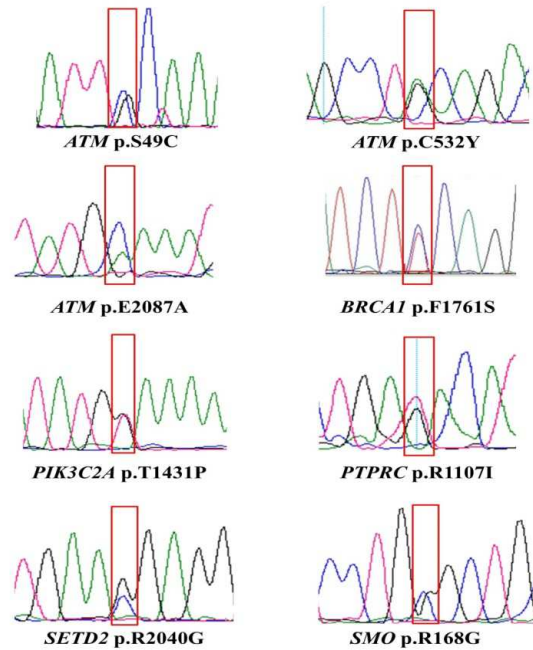 ATM p.S49C
ATM p.C532Y
ATM p.E2087A
BRCA1 p.F1761S
PIK3C2A p.T1431P
PTPRC p.R1107I
SETD2 p.R2040G
SMO p.R168G